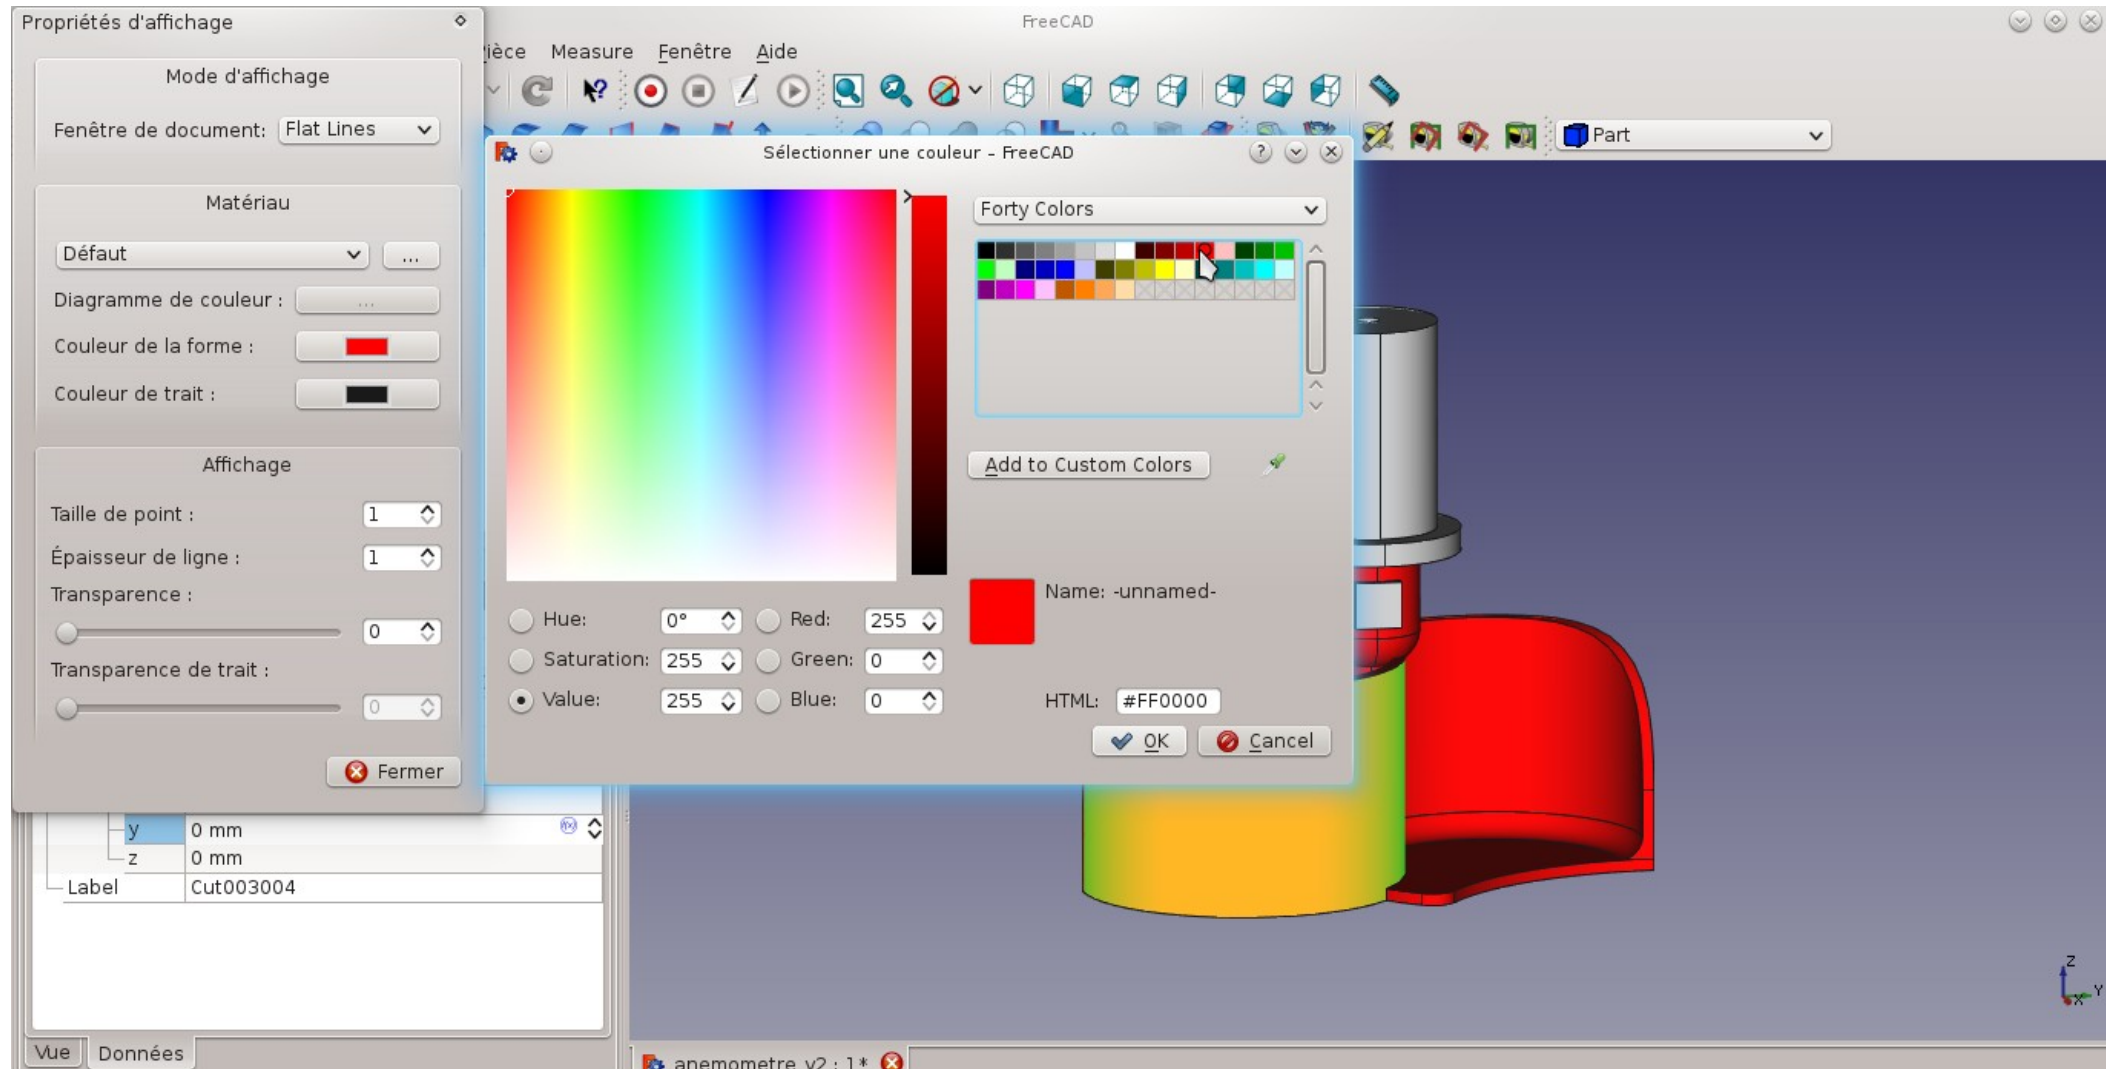 Propriétés d'affichage
FreeCAD
Measure Fenêtre Aide
Mode d'affichage
Fenêtre de document: Flat Lines
Part
Sélectionner une couleur - FreeCAD
Matériau
Défaut ...
Diagramme de couleur : ...
Couleur de la forme :
Couleur de trait :
Forty Colors
Add to Custom Colors
Affichage
Taille de point : 1
Épaisseur de ligne : 1
Transparence :
0
Transparence de trait :
0
Fermer
Name: -unnamed-
Hue: 0° Red: 255
Saturation: 255 Green: 0
Value: 255 Blue: 0
HTML: #FF0000
OK Cancel
y 0 mm
z 0 mm
Label Cut003004
Z
Y
X
Vue Données
anemometre_v2 : 1*